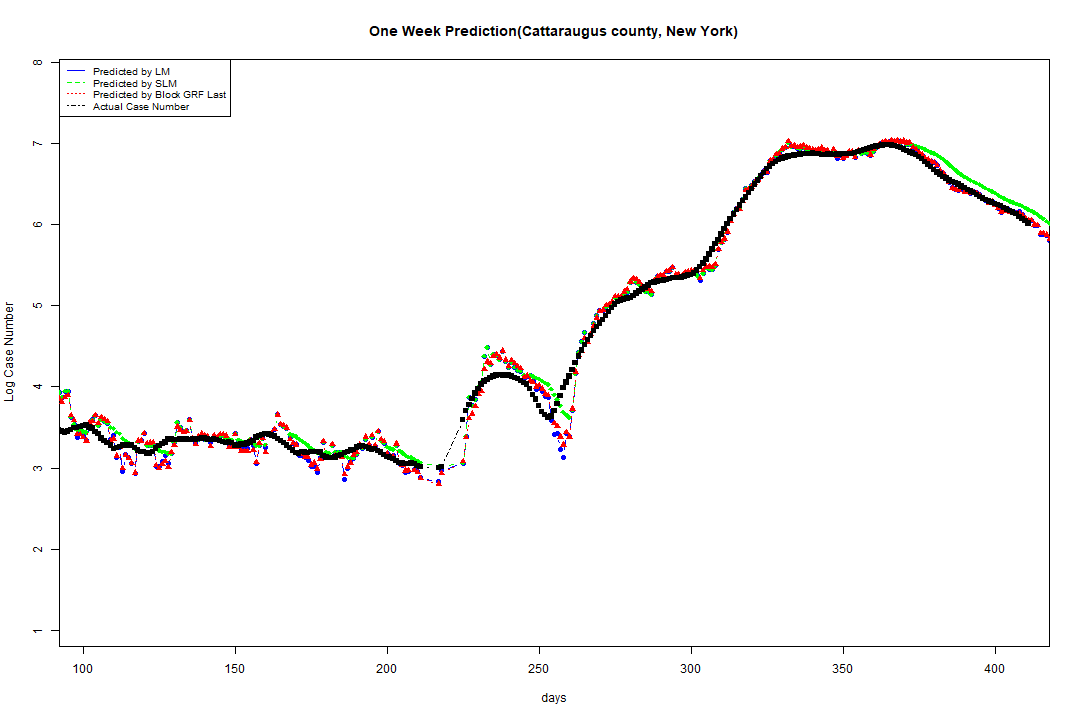 One Week Prediction(Cattaraugus county, New York)
Predicted by LM
Predicted by SLM
Predicted by Block GRF Last
Actual Case Number
8
7
6
5
4
3
2
1
Log Case Number
100 150 200 250 300 350 400
days